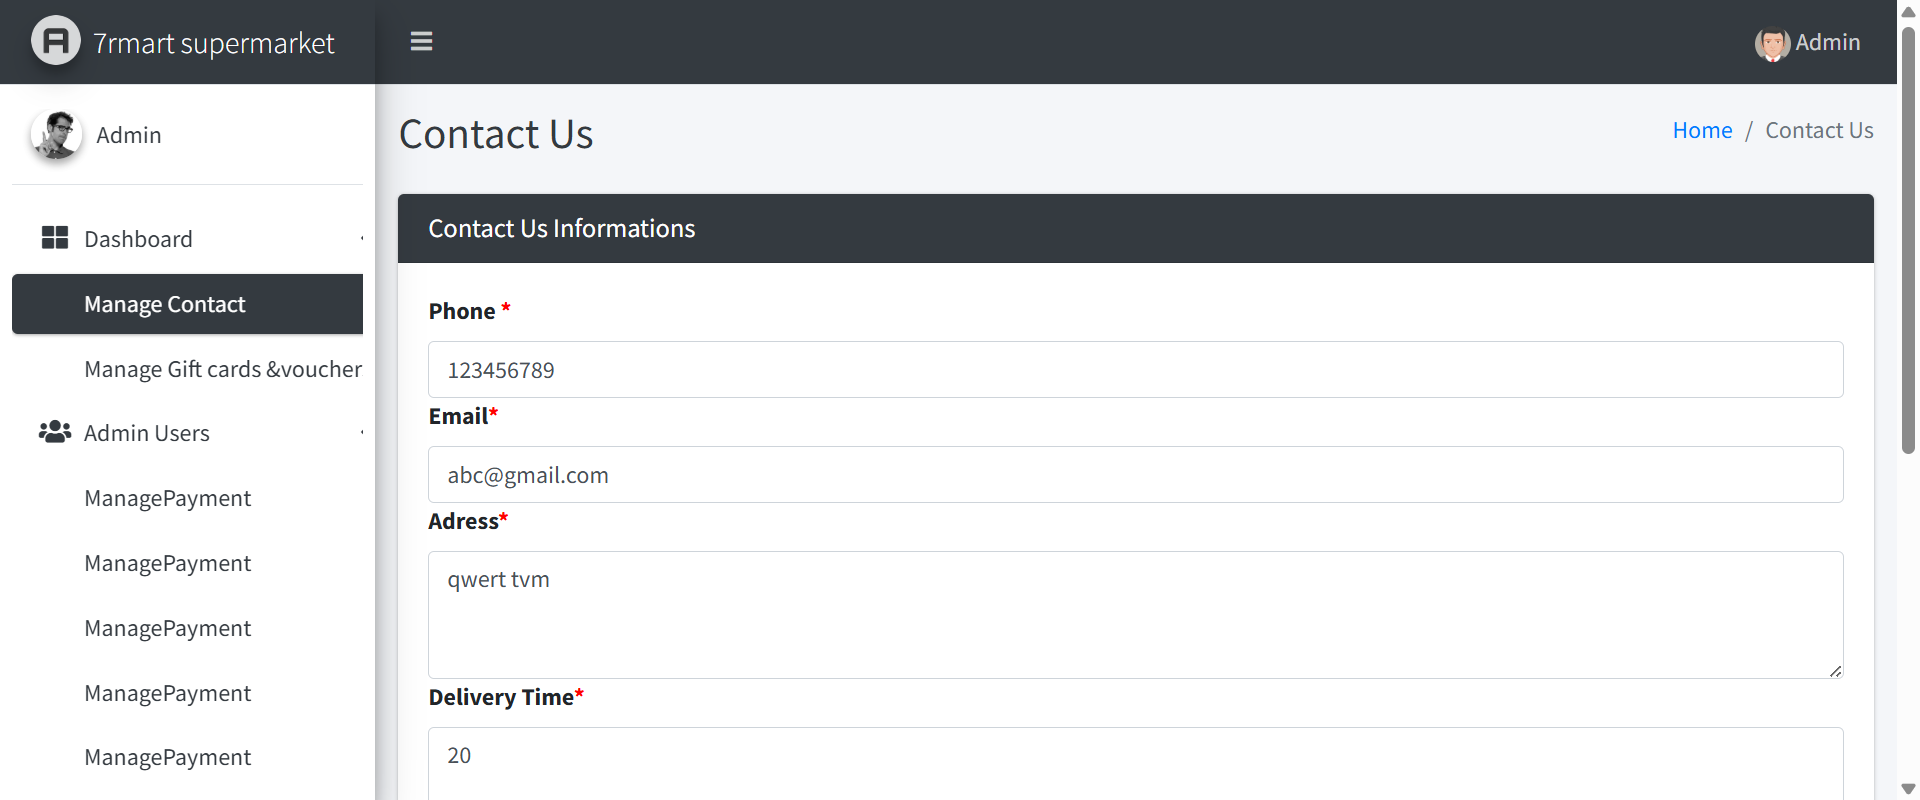 7rmart supermarket
Admin
Admin
Dashboard
Manage Contact
Manage Gift cards &voucher
Admin Users
ManagePayment
ManagePayment
ManagePayment
ManagePayment
ManagePayment
Contact Us
Home / Contact Us
Contact Us Informations
Phone *
123456789
Email*
abc@gmail.com
Adress*
qwert tvm
Delivery Time*
20